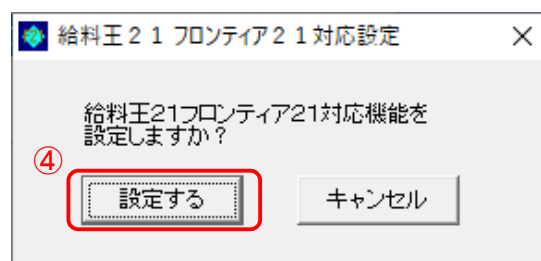 給料王２１ フロンティア２１対応設定
給料王21フロンティア21対応機能を
設定しますか？
④
設定する
キャンセル